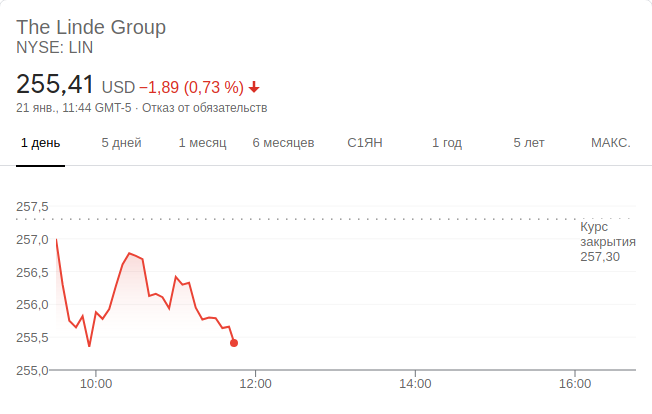 The Linde Group
NYSE: LIN
255,41 USD −1,89 (0,73 %)
21 янв., 11:44 GMT-5 · Отказ от обязательств
1 день 5 дней 1 месяц 6 месяцев С1ЯН 1 год 5 лет МАКС.
257,5
Курс
закрытия
257,30
257,0
256,5
256,0
255,5
255,0
10:00 12:00 14:00 16:00